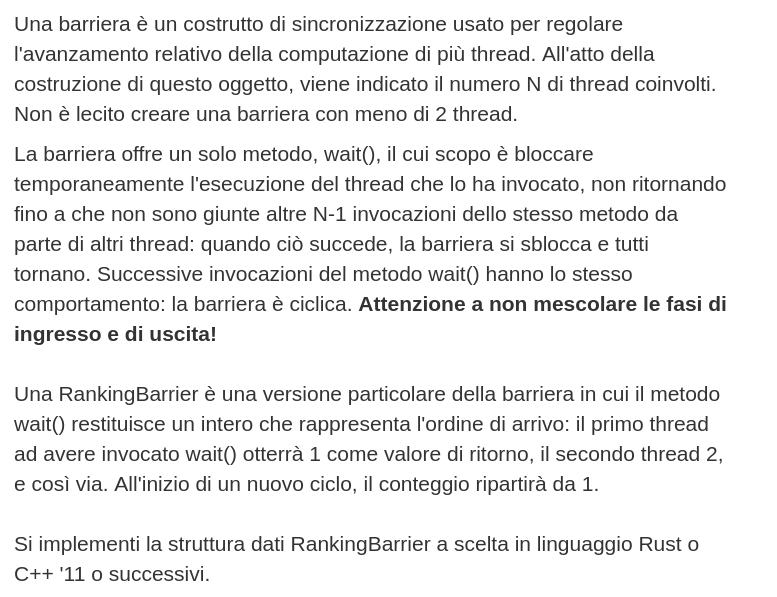 Una barriera è un costrutto di sincronizzazione usato per regolare
l'avanzamento relativo della computazione di più thread. All'atto della
costruzione di questo oggetto, viene indicato il numero N di thread coinvolti.
Non è lecito creare una barriera con meno di 2 thread.
La barriera offre un solo metodo, wait(), il cui scopo è bloccare
temporaneamente l'esecuzione del thread che lo ha invocato, non ritornando
fino a che non sono giunte altre N-1 invocazioni dello stesso metodo da
parte di altri thread: quando ciò succede, la barriera si sblocca e tutti
tornano. Successive invocazioni del metodo wait() hanno lo stesso
comportamento: la barriera è ciclica. Attenzione a non mescolare le fasi di
ingresso e di uscita!
Una RankingBarrier è una versione particolare della barriera in cui il metodo
wait() restituisce un intero che rappresenta l'ordine di arrivo: il primo thread
ad avere invocato wait() otterrà 1 come valore di ritorno, il secondo thread 2,
e così via. All'inizio di un nuovo ciclo, il conteggio ripartirà da 1.
Si implementi la struttura dati RankingBarrier a scelta in linguaggio Rust o
C++ '11 o successivi.